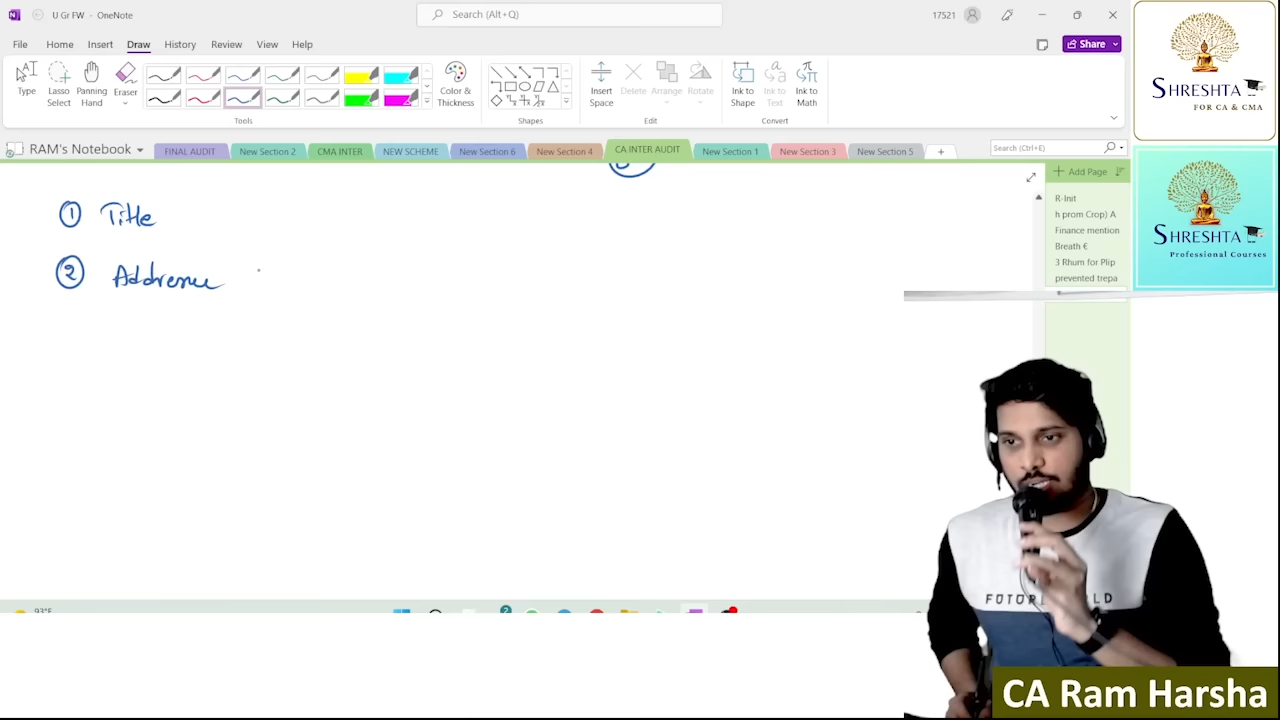 U Gr FW - OneNote
Search (Alt+Q)
17521
File Home Insert Draw History Review View Help
Share
Type
Lasso Select
Panning Hand
Eraser
Color & Thickness
Insert Space
Delete
Arrange
Rotate
Ink to Shape
Ink to Text
Ink to Math
Tools
Shapes
Edit
Convert
RAM's Notebook
FINAL AUDIT
New Section 2
CMA INTER
NEW SCHEME
New Section 6
New Section 4
CA INTER AUDIT
New Section 1
New Section 3
New Section 5
Search (Ctrl+E)
Add Page
R-Init
h prom Crop) A
Finance mention
Breath €
3 Rhum for Plip
prevented trepa
① Title
② Addressee
93°F
SHRESHTA
FOR CA & CMA
SHRESHTA
Professional Courses
CA Ram Harsha